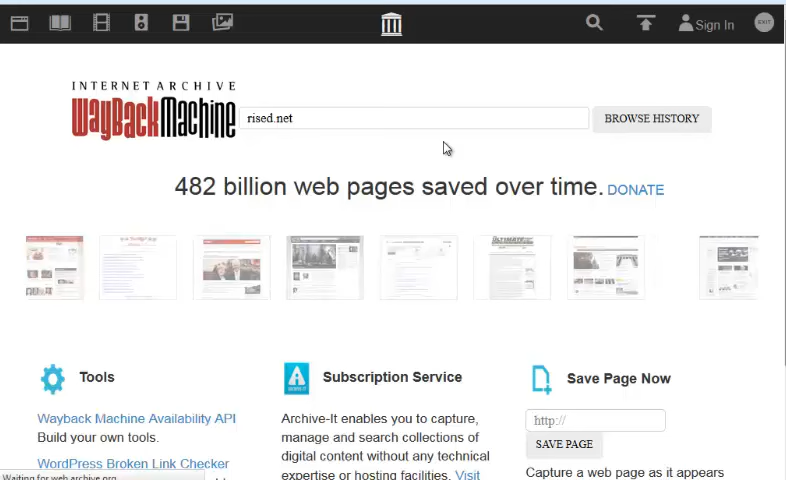 Sign In
EXIT
INTERNET ARCHIVE
WayBackMachine
rised.net
BROWSE HISTORY
482 billion web pages saved over time. DONATE
Tools
Wayback Machine Availability API
Build your own tools.
WordPress Broken Link Checker
Subscription Service
Archive-It enables you to capture,
manage and search collections of
digital content without any technical
expertise or hosting facilities. Visit
Save Page Now
http://
SAVE PAGE
Capture a web page as it appears
Waiting for web.archive.org